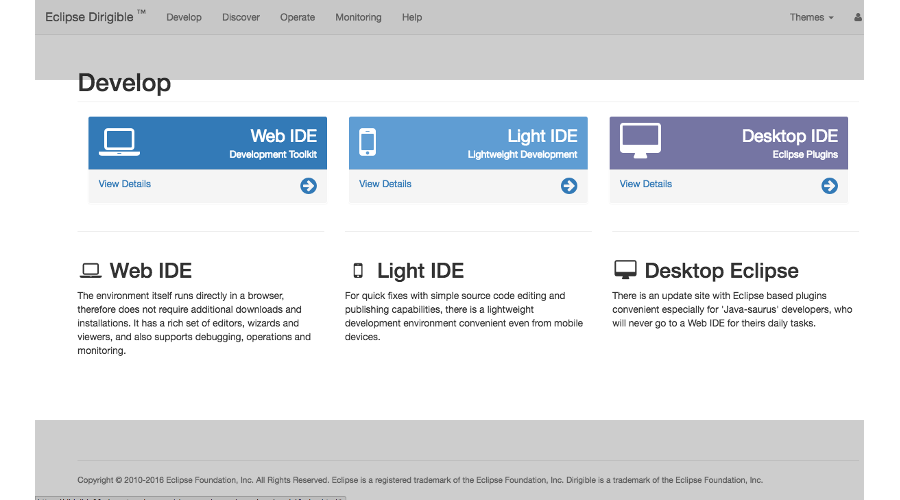 Eclipse Dirigible ™ Develop Discover Operate Monitoring Help Themes
Develop
Web IDE
Development Toolkit
View Details
Light IDE
Lightweight Development
View Details
Desktop IDE
Eclipse Plugins
View Details
Web IDE
The environment itself runs directly in a browser,
therefore does not require additional downloads and
installations. It has a rich set of editors, wizards and
viewers, and also supports debugging, operations and
monitoring.
Light IDE
For quick fixes with simple source code editing and
publishing capabilities, there is a lightweight
development environment convenient even from mobile
devices.
Desktop Eclipse
There is an update site with Eclipse based plugins
convenient especially for 'Java-saurus' developers, who
will never go to a Web IDE for theirs daily tasks.
Copyright © 2010-2016 Eclipse Foundation, Inc. All Rights Reserved. Eclipse is a registered trademark of the Eclipse Foundation, Inc. Dirigible is a trademark of the Eclipse Foundation, Inc.